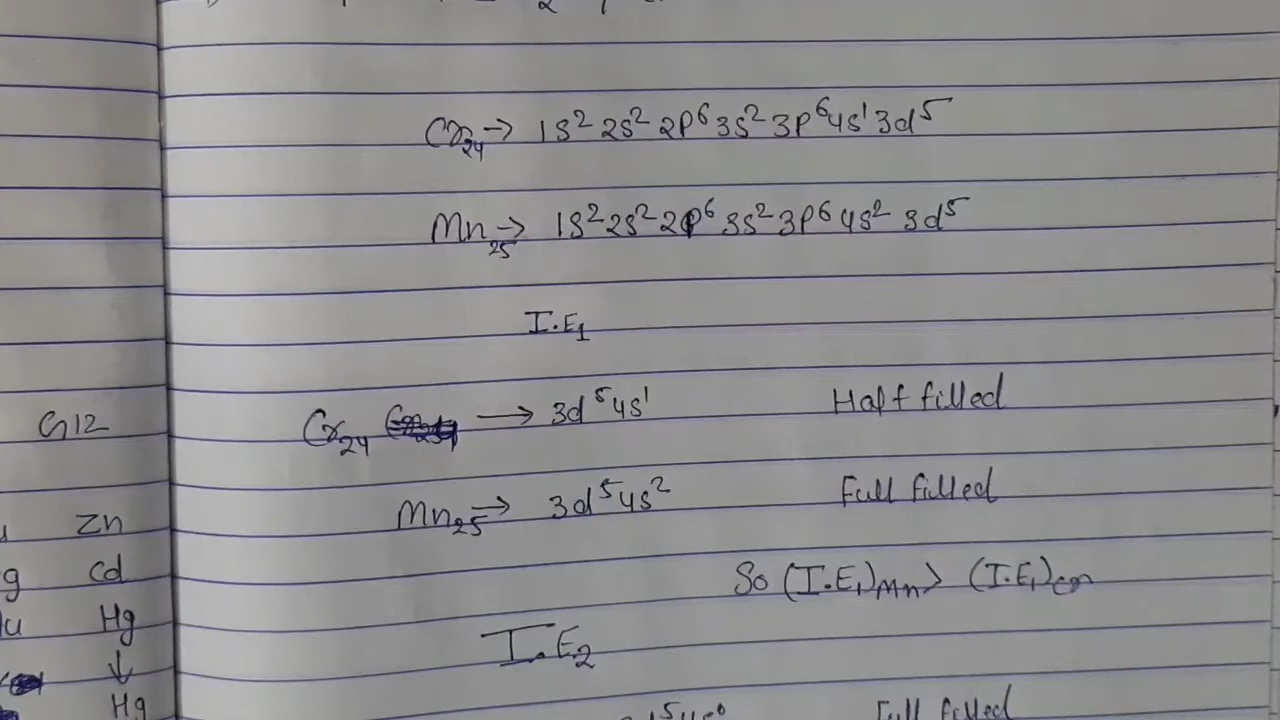 Cr₂₄ → 1s² 2s² 2p⁶ 3s² 3p⁶ 4s¹ 3d⁵
Mn₂₅ → 1s² 2s² 2p⁶ 3s² 3p⁶ 4s² 3d⁵
I.E₁
G12
Cr₂₄ → 3d⁵ 4s¹ Half filled
Mn₂₅ → 3d⁵ 4s² Full filled
Zn
g Cd
So (I.E₁)Mn > (I.E₁)Cr
u Hg
I.E₂
↓
Hg
Full filled